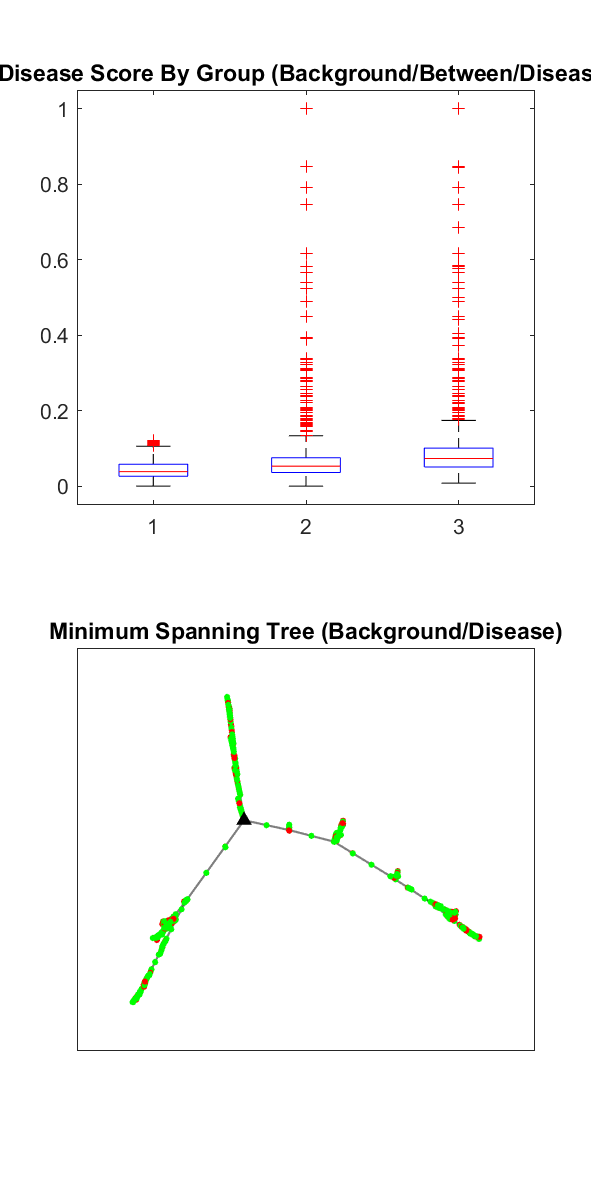 Disease Score By Group (Background/Between/Diseas
1
0.8
0.6
0.4
0.2
0
1 2 3
Minimum Spanning Tree (Background/Disease)